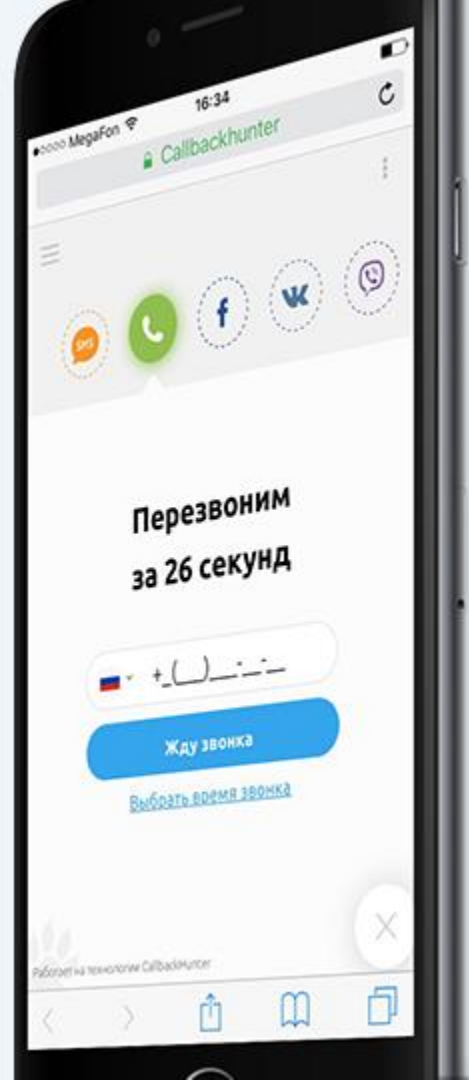 MegaFon
16:34
Callbackhunter
SMS
Перезвоним
за 26 секунд
+_(__)___-__-__
Жду звонка
Выбрать время звонка
Работает на технологии CallbackHunter